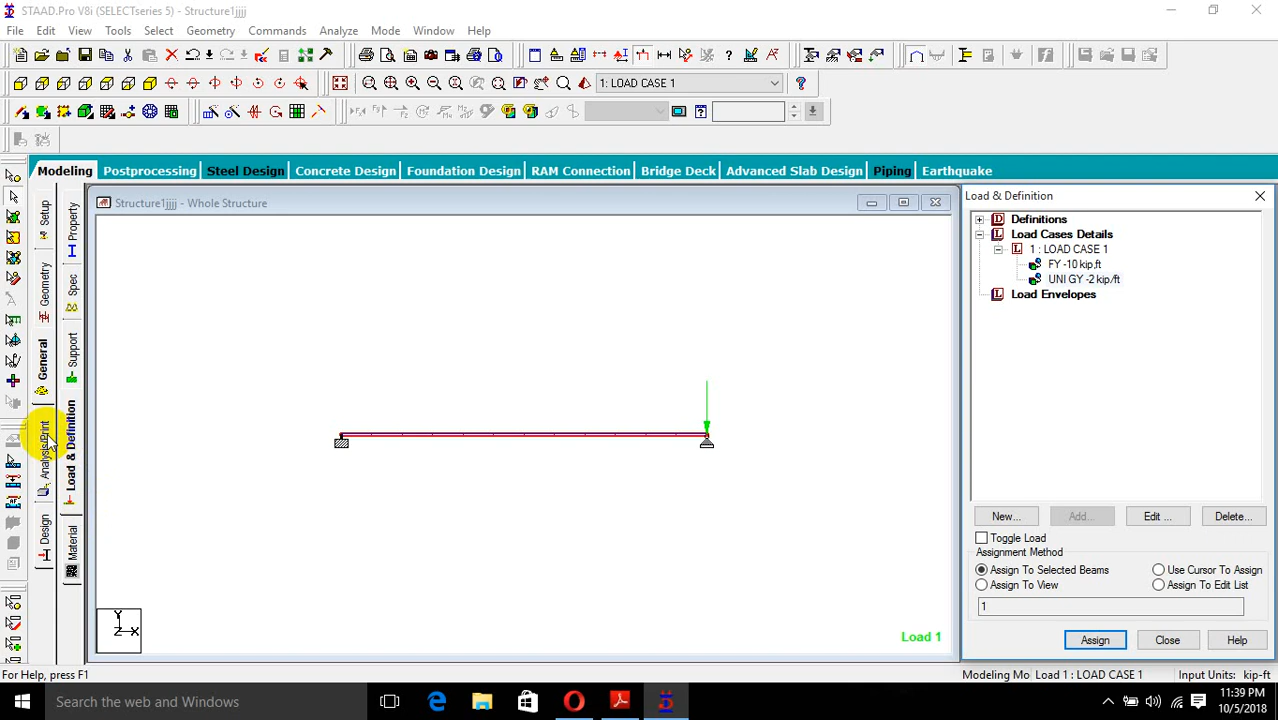 STAAD.Pro V8i (SELECTseries 5) - Structure1jjjj
File Edit View Tools Select Geometry Commands Analyze Mode Window Help
1: LOAD CASE 1
Modeling Postprocessing Steel Design Concrete Design Foundation Design RAM Connection Bridge Deck Advanced Slab Design Piping Earthquake
Setup
Geometry
General
Analysis/Print
Design
Property
Spec
Support
Load & Definition
Material
Structure1jjjj - Whole Structure
Y
Z X
Load 1
Load & Definition
Definitions
Load Cases Details
1 : LOAD CASE 1
FY -10 kip,ft
UNI GY -2 kip/ft
Load Envelopes
New... Add... Edit ... Delete...
Toggle Load
Assignment Method
Assign To Selected Beams Use Cursor To Assign
Assign To View Assign To Edit List
1
Assign Close Help
For Help, press F1
Modeling Mo Load 1 : LOAD CASE 1 Input Units: kip-ft
Search the web and Windows
11:39 PM
10/5/2018